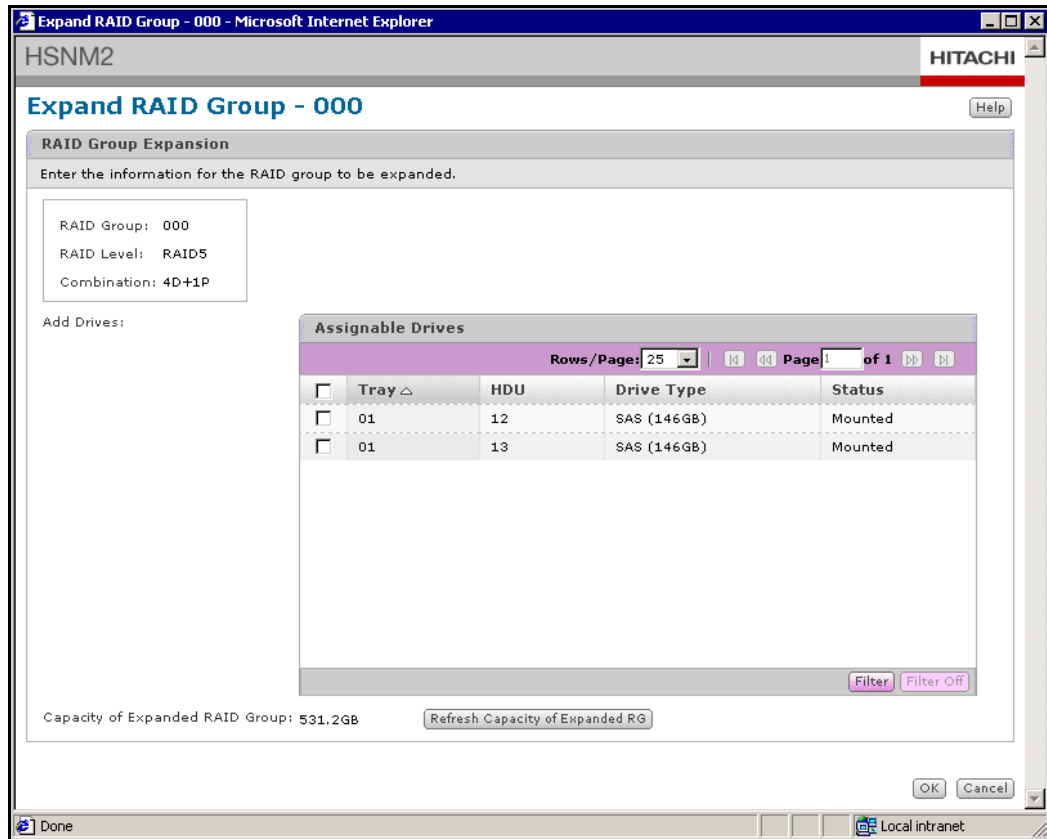 Expand RAID Group - 000 - Microsoft Internet Explorer
HSNM2
HITACHI
Expand RAID Group - 000
Help
RAID Group Expansion
Enter the information for the RAID group to be expanded.
RAID Group: 000
RAID Level: RAID5
Combination: 4D+1P
Add Drives:
Assignable Drives
Rows/Page: 25 Page 1 of 1
Tray HDU Drive Type Status
01 12 SAS (146GB) Mounted
01 13 SAS (146GB) Mounted
Filter Filter Off
Capacity of Expanded RAID Group: 531.2GB Refresh Capacity of Expanded RG
OK Cancel
Done Local intranet